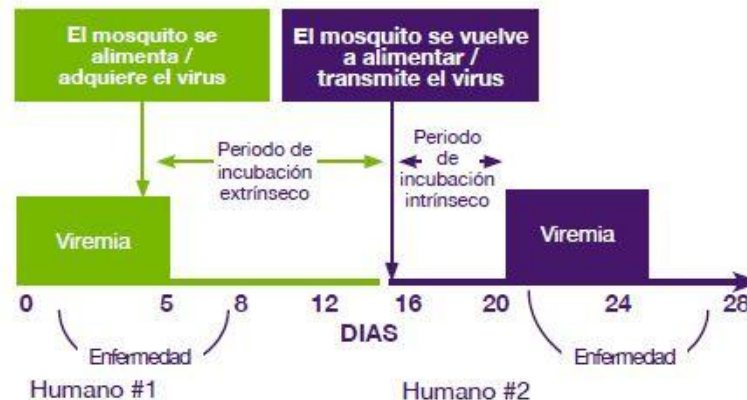 El mosquito se
alimenta /
adquiere el virus
El mosquito se vuelve
a alimentar /
transmite el virus
Periodo de
incubación
extrínseco
Periodo
de
incubación
intrínseco
Viremia
Viremia
0 5 8 12 16 20 24 28
DIAS
Enfermedad
Enfermedad
Humano #1
Humano #2